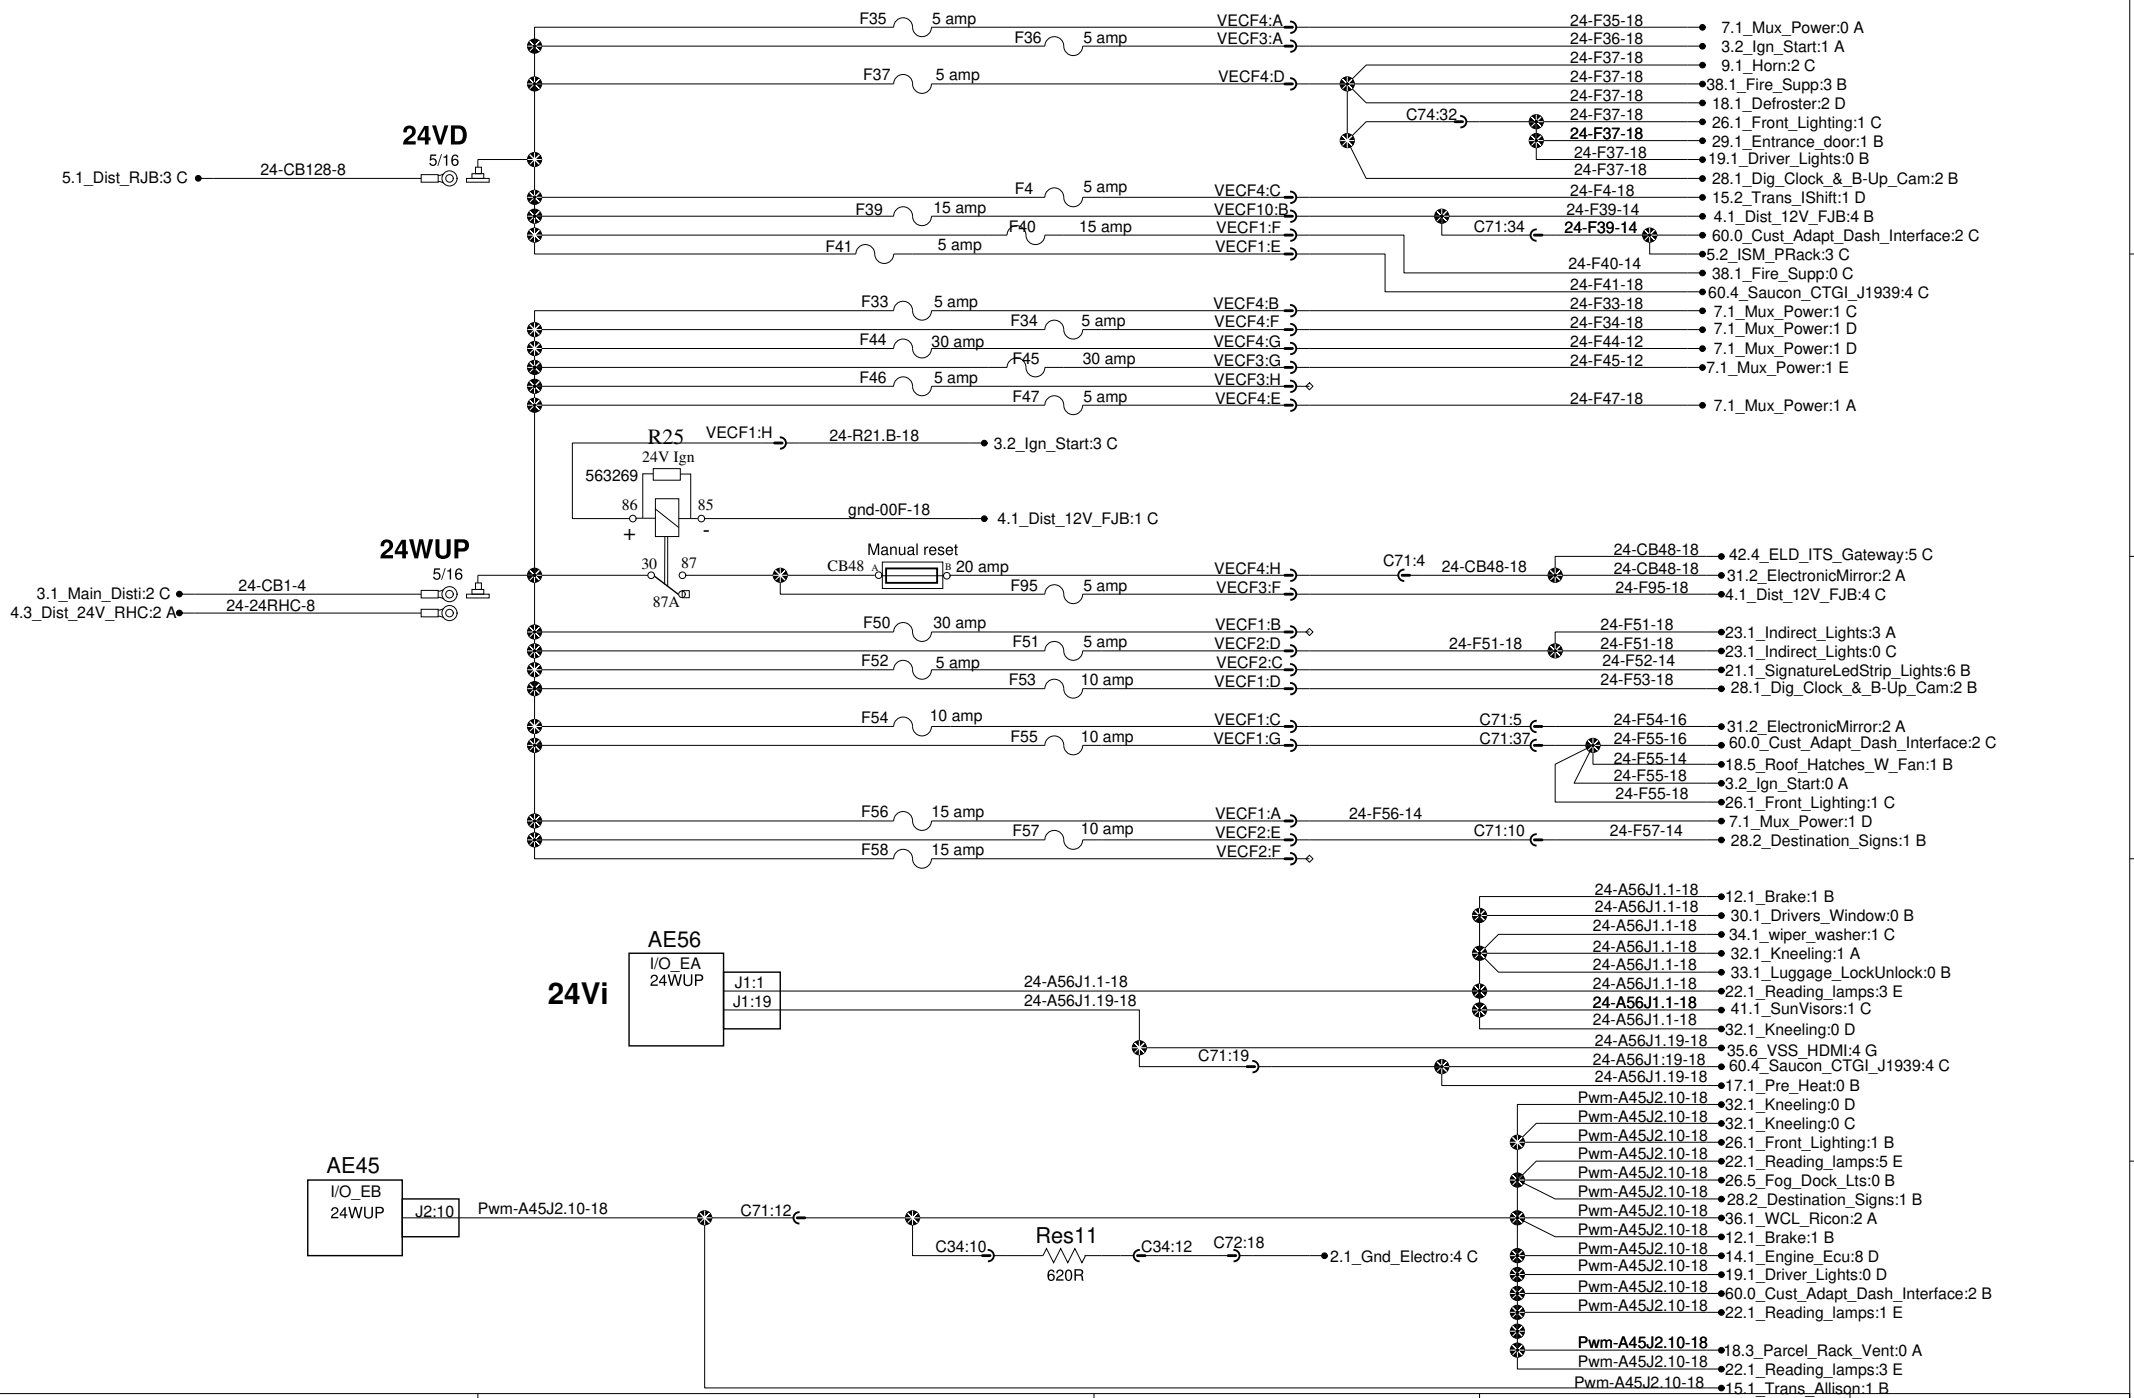 F35 5 amp VECF4:A 24-F35-18 7.1_Mux_Power:0 A
F36 5 amp VECF3:A 24-F36-18 3.2_Ign_Start:1 A
24-F37-18 9.1_Horn:2 C
F37 5 amp VECF4:D 24-F37-18 38.1_Fire_Supp:3 B
24-F37-18 18.1_Defroster:2 D
C74:32 24-F37-18 26.1_Front_Lighting:1 C
24VD 24-F37-18 29.1_Entrance_door:1 B
5/16 24-F37-18 19.1_Driver_Lights:0 B
5.1_Dist_RJB:3 C 24-CB128-8 24-F37-18 28.1_Dig_Clock_&_B-Up_Cam:2 B
F4 5 amp VECF4:C 24-F4-18 15.2_Trans_IShift:1 D
F39 15 amp VECF10:B 24-F39-14 4.1_Dist_12V_FJB:4 B
F40 15 amp VECF1:F C71:34 24-F39-14 60.0_Cust_Adapt_Dash_Interface:2 C
F41 5 amp VECF1:E 5.2_ISM_PRack:3 C
24-F40-14 38.1_Fire_Supp:0 C
24-F41-18 60.4_Saucon_CTGI_J1939:4 C
F33 5 amp VECF4:B 24-F33-18 7.1_Mux_Power:1 C
F34 5 amp VECF4:F 24-F34-18 7.1_Mux_Power:1 D
F44 30 amp VECF4:G 24-F44-12 7.1_Mux_Power:1 D
F45 30 amp VECF3:G 24-F45-12 7.1_Mux_Power:1 E
F46 5 amp VECF3:H
F47 5 amp VECF4:E 24-F47-18 7.1_Mux_Power:1 A
R25 VECF1:H 24-R21.B-18 3.2_Ign_Start:3 C
24V Ign
563269
86 85 gnd-00F-18 4.1_Dist_12V_FJB:1 C
+ -
24WUP Manual reset 24-CB48-18 42.4_ELD_ITS_Gateway:5 C
5/16 30 87 CB48 A B 20 amp VECF4:H C71:4 24-CB48-18 24-CB48-18 31.2_ElectronicMirror:2 A
3.1_Main_Disti:2 C 24-CB1-4 87A F95 5 amp VECF3:F 24-F95-18 4.1_Dist_12V_FJB:4 C
4.3_Dist_24V_RHC:2 A 24-24RHC-8
F50 30 amp VECF1:B 24-F51-18 23.1_Indirect_Lights:3 A
F51 5 amp VECF2:D 24-F51-18 24-F51-18 23.1_Indirect_Lights:0 C
F52 5 amp VECF2:C 24-F52-14 21.1_SignatureLedStrip_Lights:6 B
F53 10 amp VECF1:D 24-F53-18 28.1_Dig_Clock_&_B-Up_Cam:2 B
F54 10 amp VECF1:C C71:5 24-F54-16 31.2_ElectronicMirror:2 A
F55 10 amp VECF1:G C71:37 24-F55-16 60.0_Cust_Adapt_Dash_Interface:2 C
24-F55-14 18.5_Roof_Hatches_W_Fan:1 B
24-F55-18 3.2_Ign_Start:0 A
24-F55-18 26.1_Front_Lighting:1 C
F56 15 amp VECF1:A 24-F56-14 7.1_Mux_Power:1 D
F57 10 amp VECF2:E C71:10 24-F57-14 28.2_Destination_Signs:1 B
F58 15 amp VECF2:F
24-A56J1.1-18 12.1_Brake:1 B
24-A56J1.1-18 30.1_Drivers_Window:0 B
AE56 24-A56J1.1-18 34.1_wiper_washer:1 C
I/O_EA 24-A56J1.1-18 32.1_Kneeling:1 A
24WUP 24-A56J1.1-18 33.1_Luggage_LockUnlock:0 B
24Vi J1:1 24-A56J1.1-18 24-A56J1.1-18 22.1_Reading_lamps:3 E
J1:19 24-A56J1.19-18 24-A56J1.1-18 41.1_SunVisors:1 C
24-A56J1.1-18 32.1_Kneeling:0 D
24-A56J1.19-18 35.6_VSS_HDMI:4 G
C71:19 24-A56J1:19-18 60.4_Saucon_CTGI_J1939:4 C
24-A56J1.19-18 17.1_Pre_Heat:0 B
Pwm-A45J2.10-18 32.1_Kneeling:0 D
Pwm-A45J2.10-18 32.1_Kneeling:0 C
Pwm-A45J2.10-18 26.1_Front_Lighting:1 B
AE45 Pwm-A45J2.10-18 22.1_Reading_lamps:5 E
I/O_EB Pwm-A45J2.10-18 26.5_Fog_Dock_Lts:0 B
24WUP Pwm-A45J2.10-18 28.2_Destination_Signs:1 B
J2:10 Pwm-A45J2.10-18 C71:12 Pwm-A45J2.10-18 36.1_WCL_Ricon:2 A
Pwm-A45J2.10-18 12.1_Brake:1 B
C34:10 Res11 C34:12 C72:18 2.1_Gnd_Electro:4 C Pwm-A45J2.10-18 14.1_Engine_Ecu:8 D
620R Pwm-A45J2.10-18 19.1_Driver_Lights:0 D
Pwm-A45J2.10-18 60.0_Cust_Adapt_Dash_Interface:2 B
Pwm-A45J2.10-18 22.1_Reading_lamps:1 E
Pwm-A45J2.10-18 18.3_Parcel_Rack_Vent:0 A
Pwm-A45J2.10-18 22.1_Reading_lamps:3 E
Pwm-A45J2.10-18 15.1_Trans_Allison:1 B